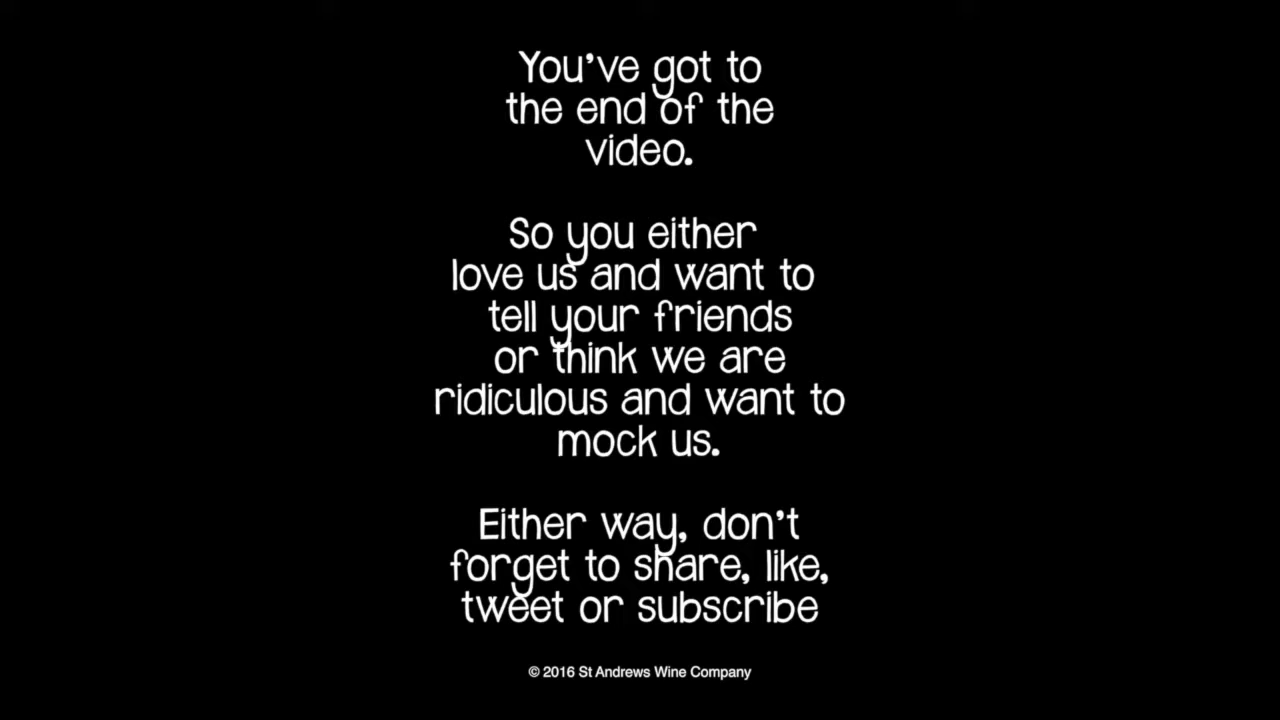 You've got to
the end of the
video.
So you either
love us and want to
tell your friends
or think we are
ridiculous and want to
mock us.
Either way, don't
forget to share, like,
tweet or subscribe
© 2016 St Andrews Wine Company